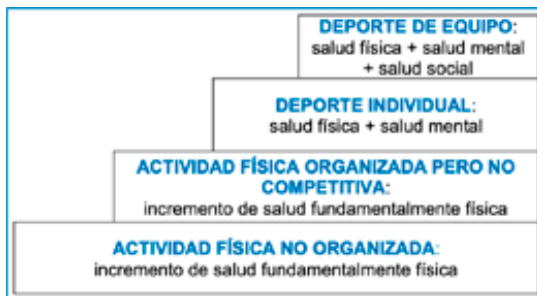 DEPORTE DE EQUIPO:
salud física + salud mental
+ salud social
DEPORTE INDIVIDUAL:
salud física + salud mental
ACTIVIDAD FÍSICA ORGANIZADA PERO NO
COMPETITIVA:
incremento de salud fundamentalmente física
ACTIVIDAD FÍSICA NO ORGANIZADA:
incremento de salud fundamentalmente física